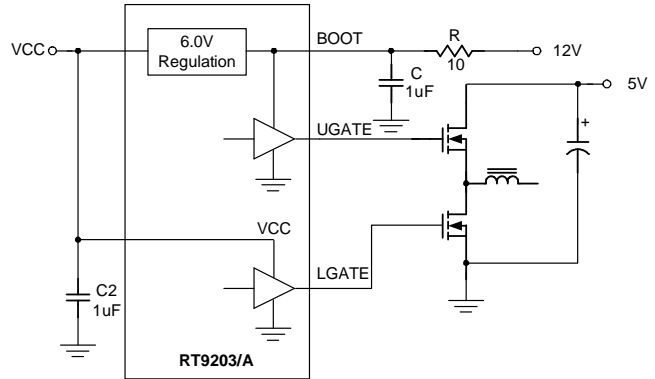 VCC
6.0V
Regulation
BOOT
R
10
12V
C
1uF
5V
+
UGATE
VCC
LGATE
C2
1uF
RT9203/A